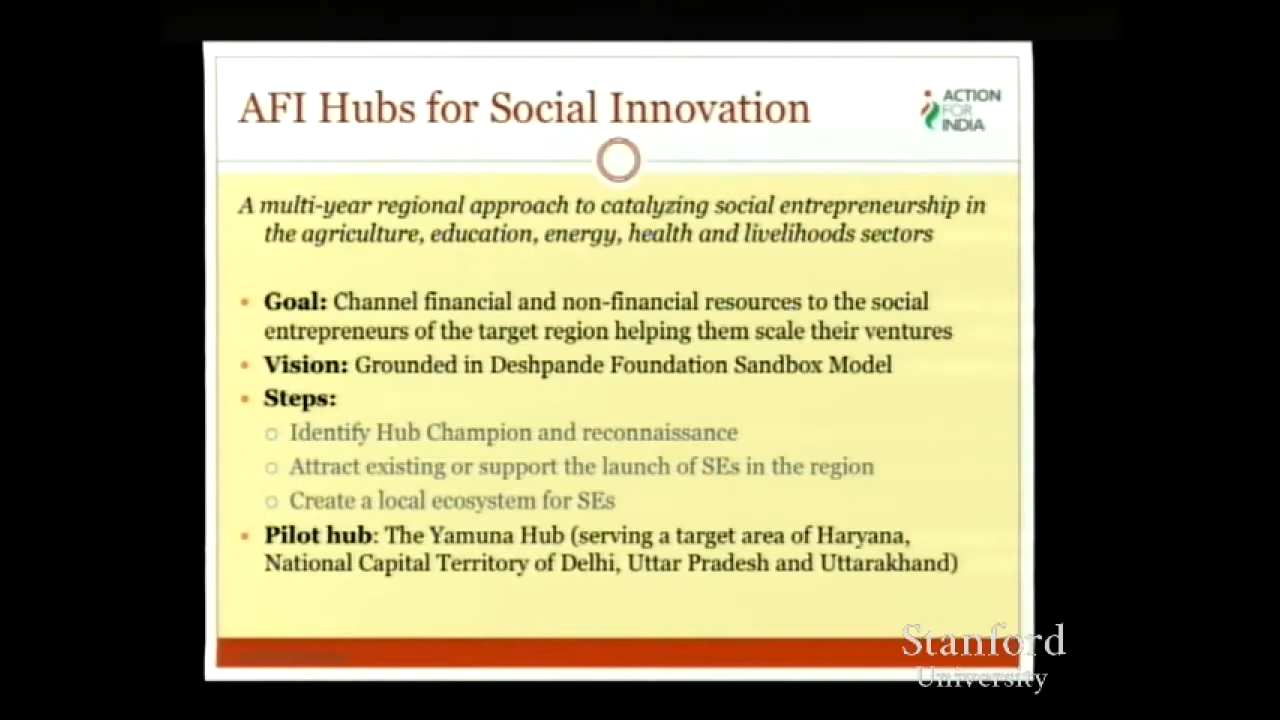 AFI Hubs for Social Innovation
ACTION
FOR
INDIA
A multi-year regional approach to catalyzing social entrepreneurship in
the agriculture, education, energy, health and livelihoods sectors
• Goal: Channel financial and non-financial resources to the social
entrepreneurs of the target region helping them scale their ventures
• Vision: Grounded in Deshpande Foundation Sandbox Model
• Steps:
○ Identify Hub Champion and reconnaissance
○ Attract existing or support the launch of SEs in the region
○ Create a local ecosystem for SEs
• Pilot hub: The Yamuna Hub (serving a target area of Haryana,
National Capital Territory of Delhi, Uttar Pradesh and Uttarakhand)
Stanford
University